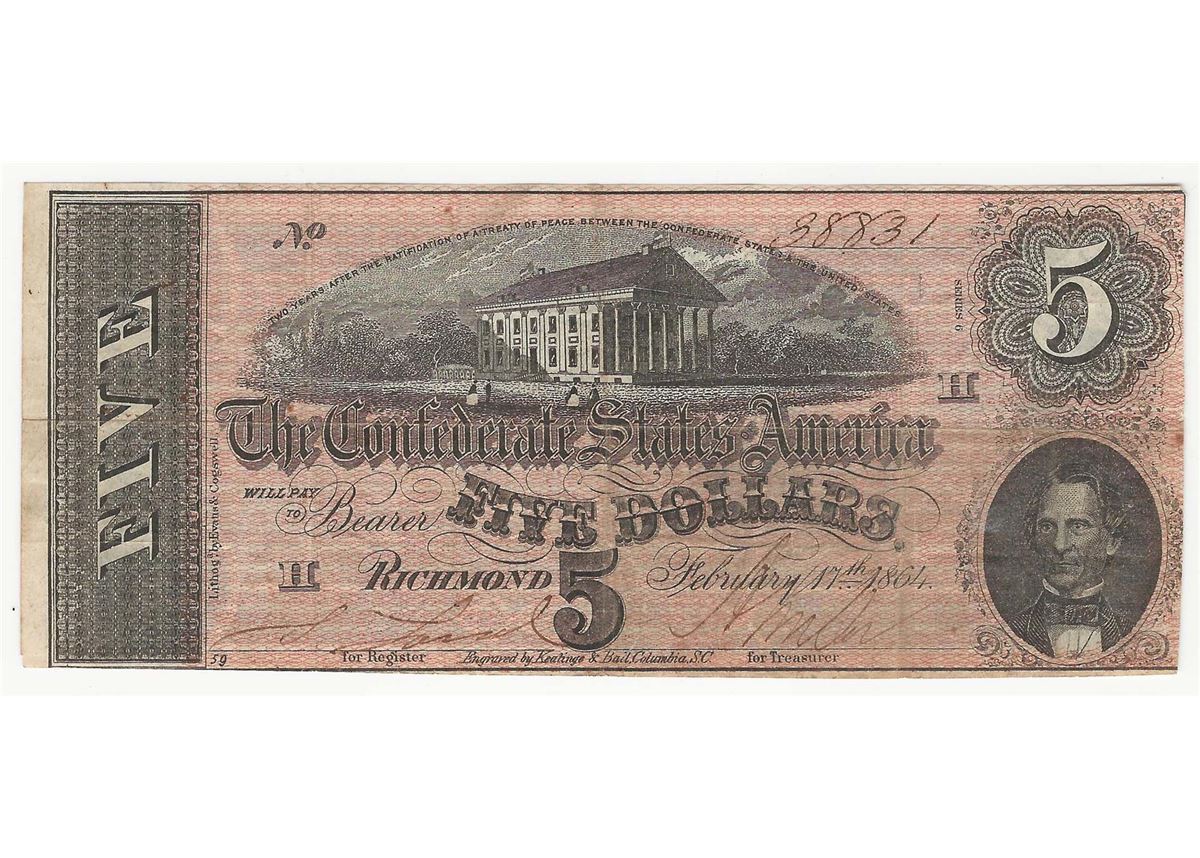 No 38831
TWO YEARS AFTER THE RATIFICATION OF A TREATY OF PEACE BETWEEN THE CONFEDERATE STATES & THE UNITED STATES
5
SERIES 6
FIVE
H
The Confederate States of America
WILL PAY
TO Bearer FIVE DOLLARS
H RICHMOND 5 February 17th 1864.
Lithog'd by Evans & Cogswell
59 for Register Engraved by Keatinge & Ball, Columbia, S.C. for Treasurer